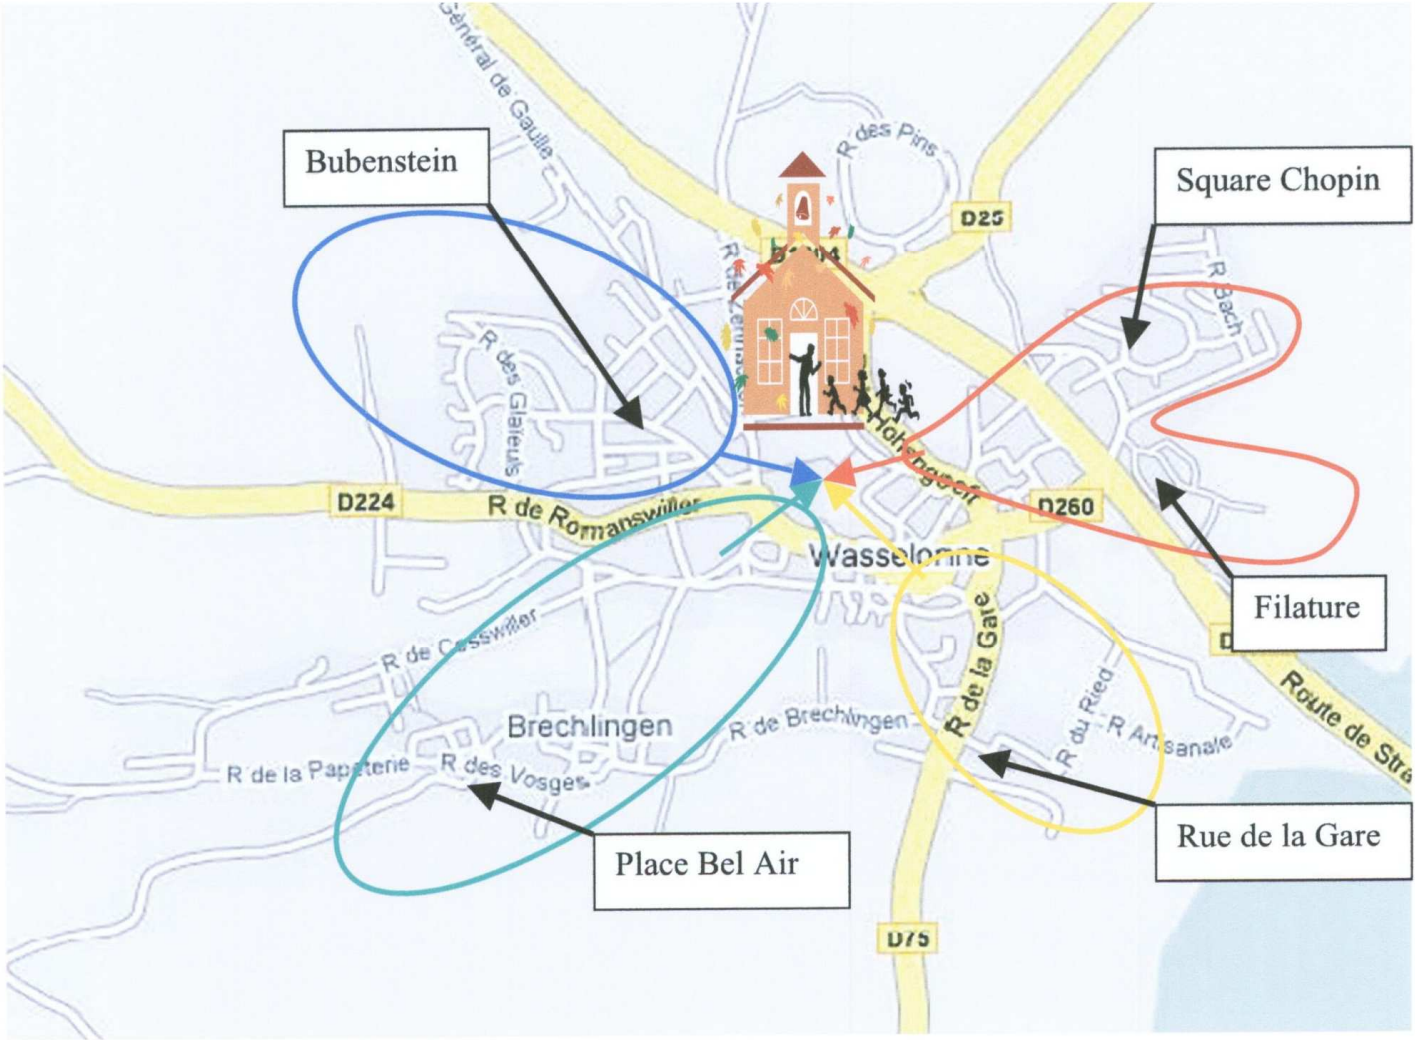 Général de Gaulle
R des Pins
Bubenstein
Square Chopin
D25
R Bach
R des Glaïeuls
Hohengoeft
D224
R de Romanswiller
D260
Wasselonne
Filature
R de Cosswiller
R de la Gare
R du Ried
Route de Stra
Brechlingen
R de Brechlingen
R Artisanale
R de la Papeterie
R des Vosges
Rue de la Gare
Place Bel Air
D75